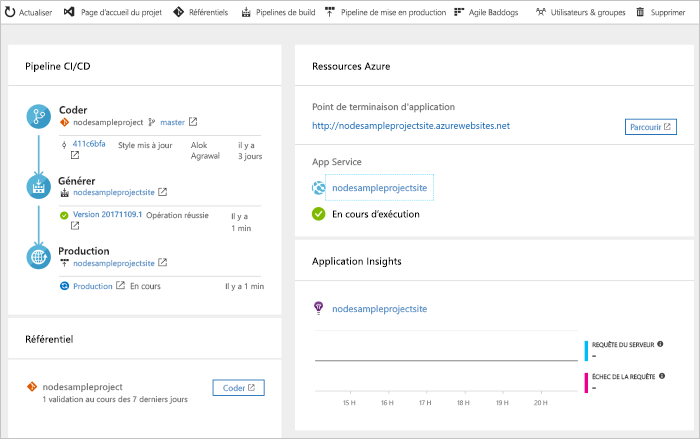 Actualiser
Page d'accueil du projet
Référentiels
Pipelines de build
Pipeline de mise en production
Agile Baddogs
Utilisateurs & groupes
Supprimer
Pipeline CI/CD
Coder
nodesampleproject master
411c6bfa Style mis à jour Alok il y a
Agrawal 3 jours
Générer
nodesampleprojectsite
Version 20171109.1 Opération réussie Il y a
1 min
Production
nodesampleprojectsite
Production En cours Il y a 1 min
Référentiel
nodesampleproject
Coder
1 validation au cours des 7 derniers jours
Ressources Azure
Point de terminaison d'application
http://nodesampleprojectsite.azurewebsites.net
Parcourir
App Service
nodesampleprojectsite
En cours d'exécution
Application Insights
nodesampleprojectsite
REQUÊTE DU SERVEUR
--
ÉCHEC DE LA REQUÊTE
--
15 H 16 H 17 H 18 H 19 H 20 H